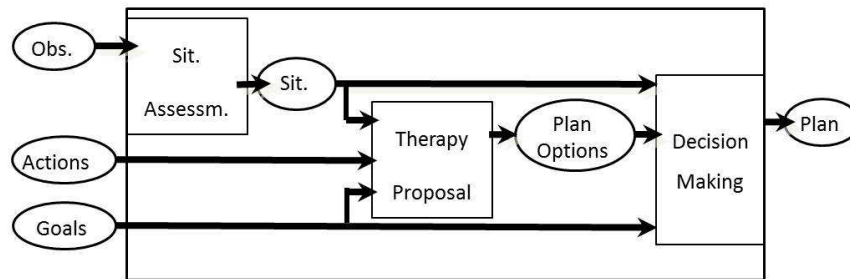 Obs.
Sit.
Assessm.
Sit.
Actions
Therapy
Proposal
Plan
Options
Decision
Making
Plan
Goals